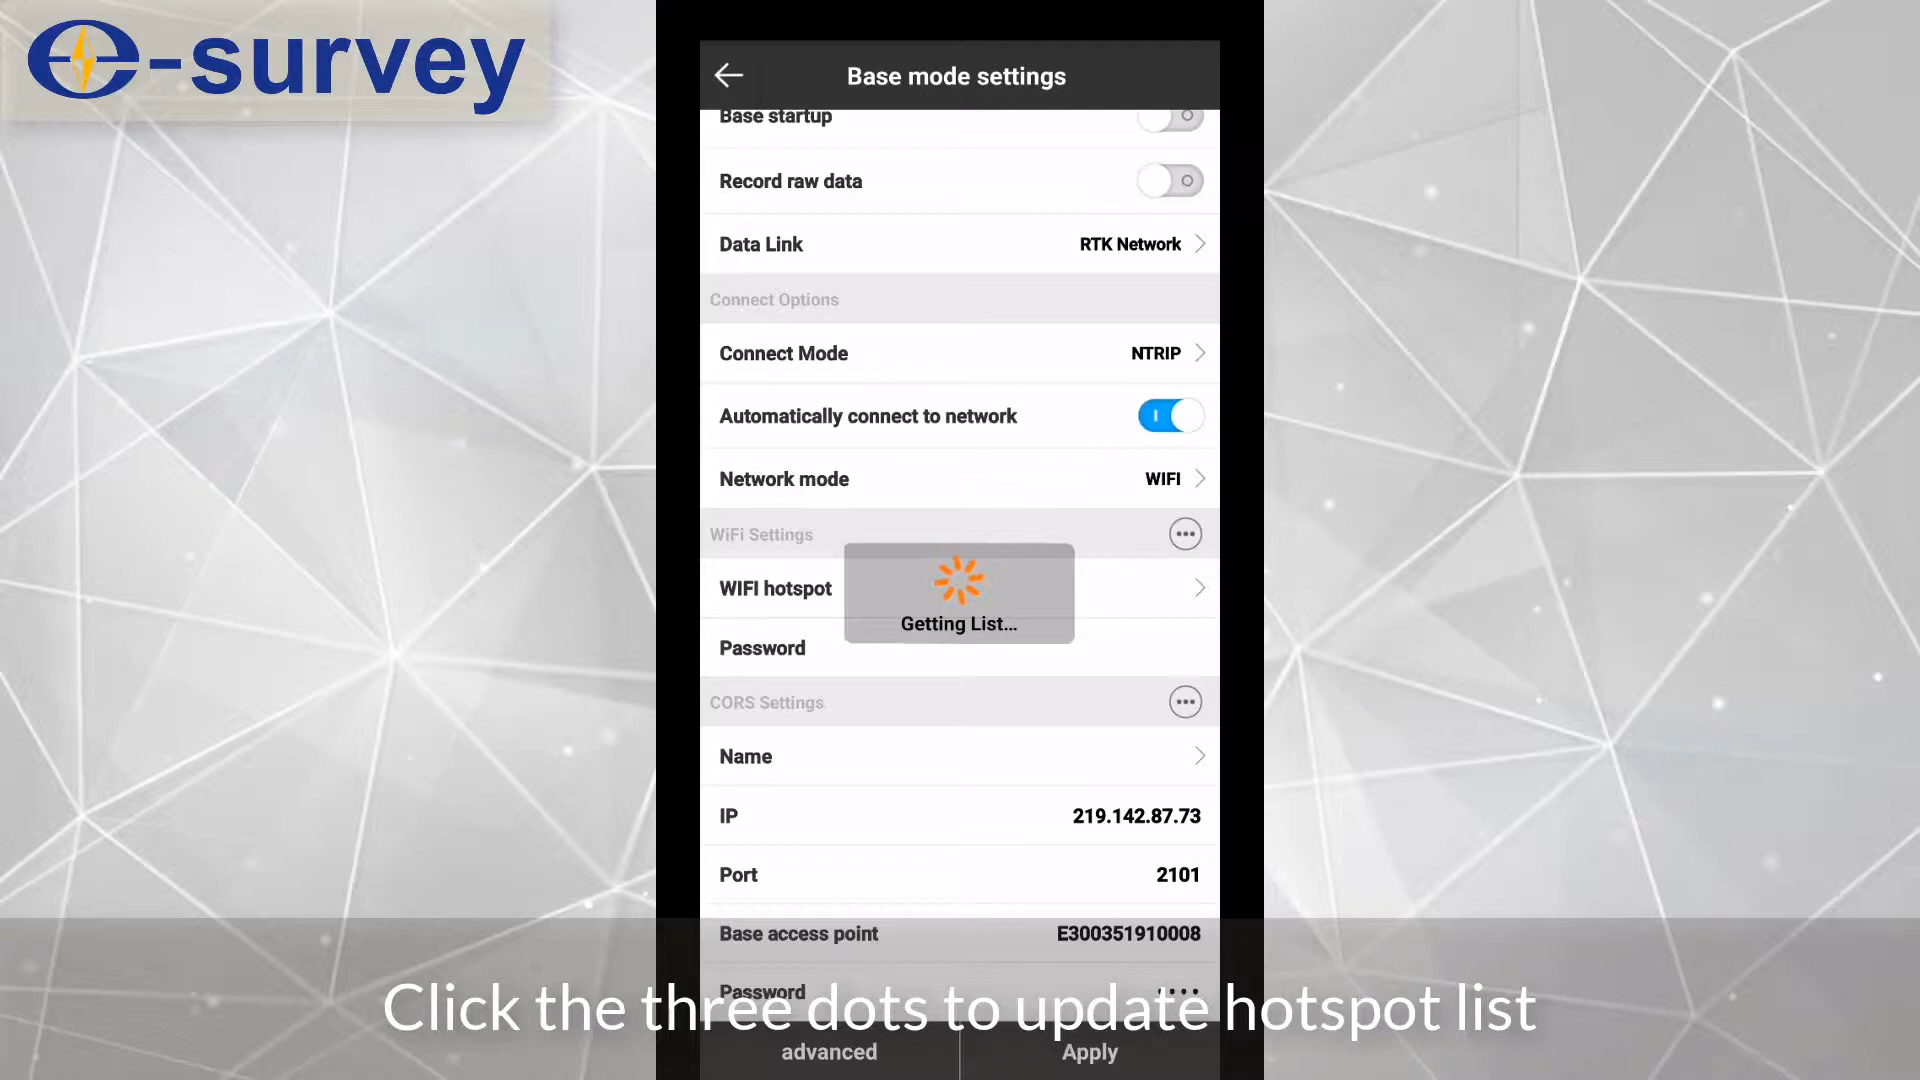 e-survey
Base mode settings
Base startup
Record raw data
Data Link RTK Network
Connect Options
Connect Mode NTRIP
Automatically connect to network
Network mode WIFI
WiFi Settings
WIFI hotspot
Getting List...
Password
CORS Settings
Name
IP 219.142.87.73
Port 2101
Base access point E300351910008
Password ····
Click the three dots to update hotspot list
advanced Apply